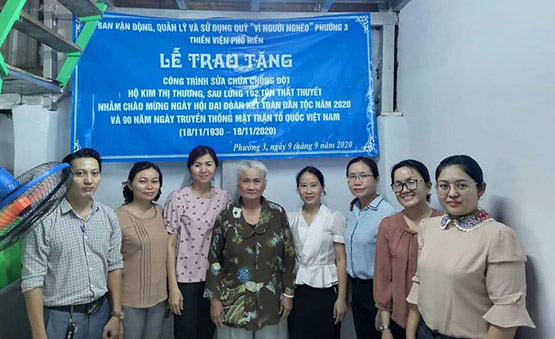 BAN VẬN ĐỘNG, QUẢN LÝ VÀ SỬ DỤNG QUỸ "VÌ NGƯỜI NGHÈO" PHƯỜNG 3
THIỀN VIỆN PHỔ HIỀN
LỄ TRAO TẶNG
CÔNG TRÌNH SỬA CHỮA CHỐNG DỘT
HỘ KIM THỊ THƯƠNG, SAU LƯNG 192 TÔN THẤT THUYẾT
NHẰM CHÀO MỪNG NGÀY HỘI ĐẠI ĐOÀN KẾT TOÀN DÂN TỘC NĂM 2020
VÀ 90 NĂM NGÀY TRUYỀN THỐNG MẶT TRẬN TỔ QUỐC VIỆT NAM
(18/11/1930 - 18/11/2020)
Phường 3, ngày 9 tháng 9 năm 2020